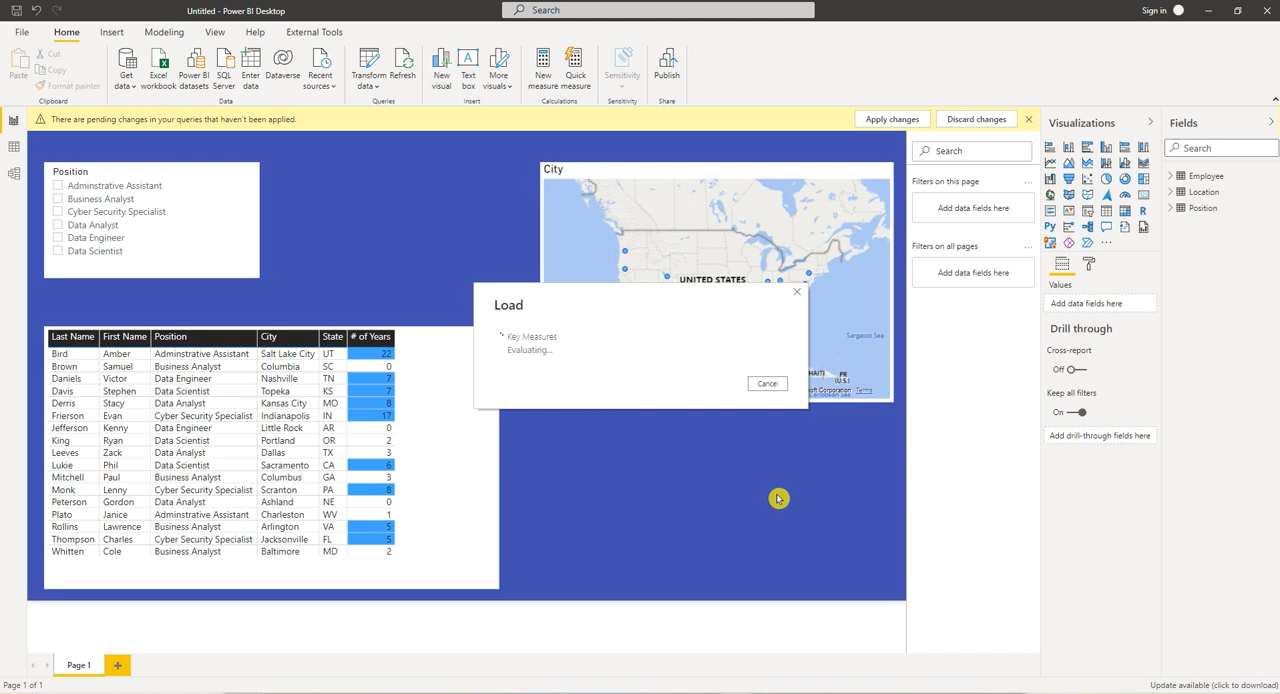 Untitled - Power BI Desktop
Search
Sign in
File
Home
Insert
Modeling
View
Help
External Tools
Paste
Cut
Copy
Format painter
Clipboard
Get data
Excel workbook
Power BI datasets
SQL Server
Enter data
Dataverse
Recent sources
Data
Transform data
Refresh
Queries
New visual
Text box
More visuals
Insert
New measure
Quick measure
Calculations
Sensitivity
Sensitivity
Publish
Share
There are pending changes in your queries that haven't been applied.
Apply changes
Discard changes
Position
Adminstrative Assistant
Business Analyst
Cyber Security Specialist
Data Analyst
Data Engineer
Data Scientist
City
UNITED STATES
Sargasso Sea
HAITI
PR
(U.S.)
soft Corporation Terms
Caribbean Sea
Load
Key Measures
Evaluating...
Cancel
Last Name First Name Position City State # of Years
Bird Amber Adminstrative Assistant Salt Lake City UT 22
Brown Samuel Business Analyst Columbia SC 0
Daniels Victor Data Engineer Nashville TN 7
Davis Stephen Data Scientist Topeka KS 7
Derris Stacy Data Analyst Kansas City MO 8
Frierson Evan Cyber Security Specialist Indianapolis IN 17
Jefferson Kenny Data Engineer Little Rock AR 0
King Ryan Data Scientist Portland OR 2
Leeves Zack Data Analyst Dallas TX 3
Lukie Phil Data Scientist Sacramento CA 6
Mitchell Paul Business Analyst Columbus GA 3
Monk Lenny Cyber Security Specialist Scranton PA 8
Peterson Gordon Data Analyst Ashland NE 0
Plato Janice Adminstrative Assistant Charleston WV 1
Rollins Lawrence Business Analyst Arlington VA 5
Thompson Charles Cyber Security Specialist Jacksonville FL 5
Whitten Cole Business Analyst Baltimore MD 2
Search
Filters on this page
...
Add data fields here
Filters on all pages
...
Add data fields here
Visualizations
R
Py
...
Values
Add data fields here
Drill through
Cross-report
Off
Keep all filters
On
Add drill-through fields here
Fields
Search
Employee
Location
Position
Page 1
Page 1 of 1
Update available (click to download)